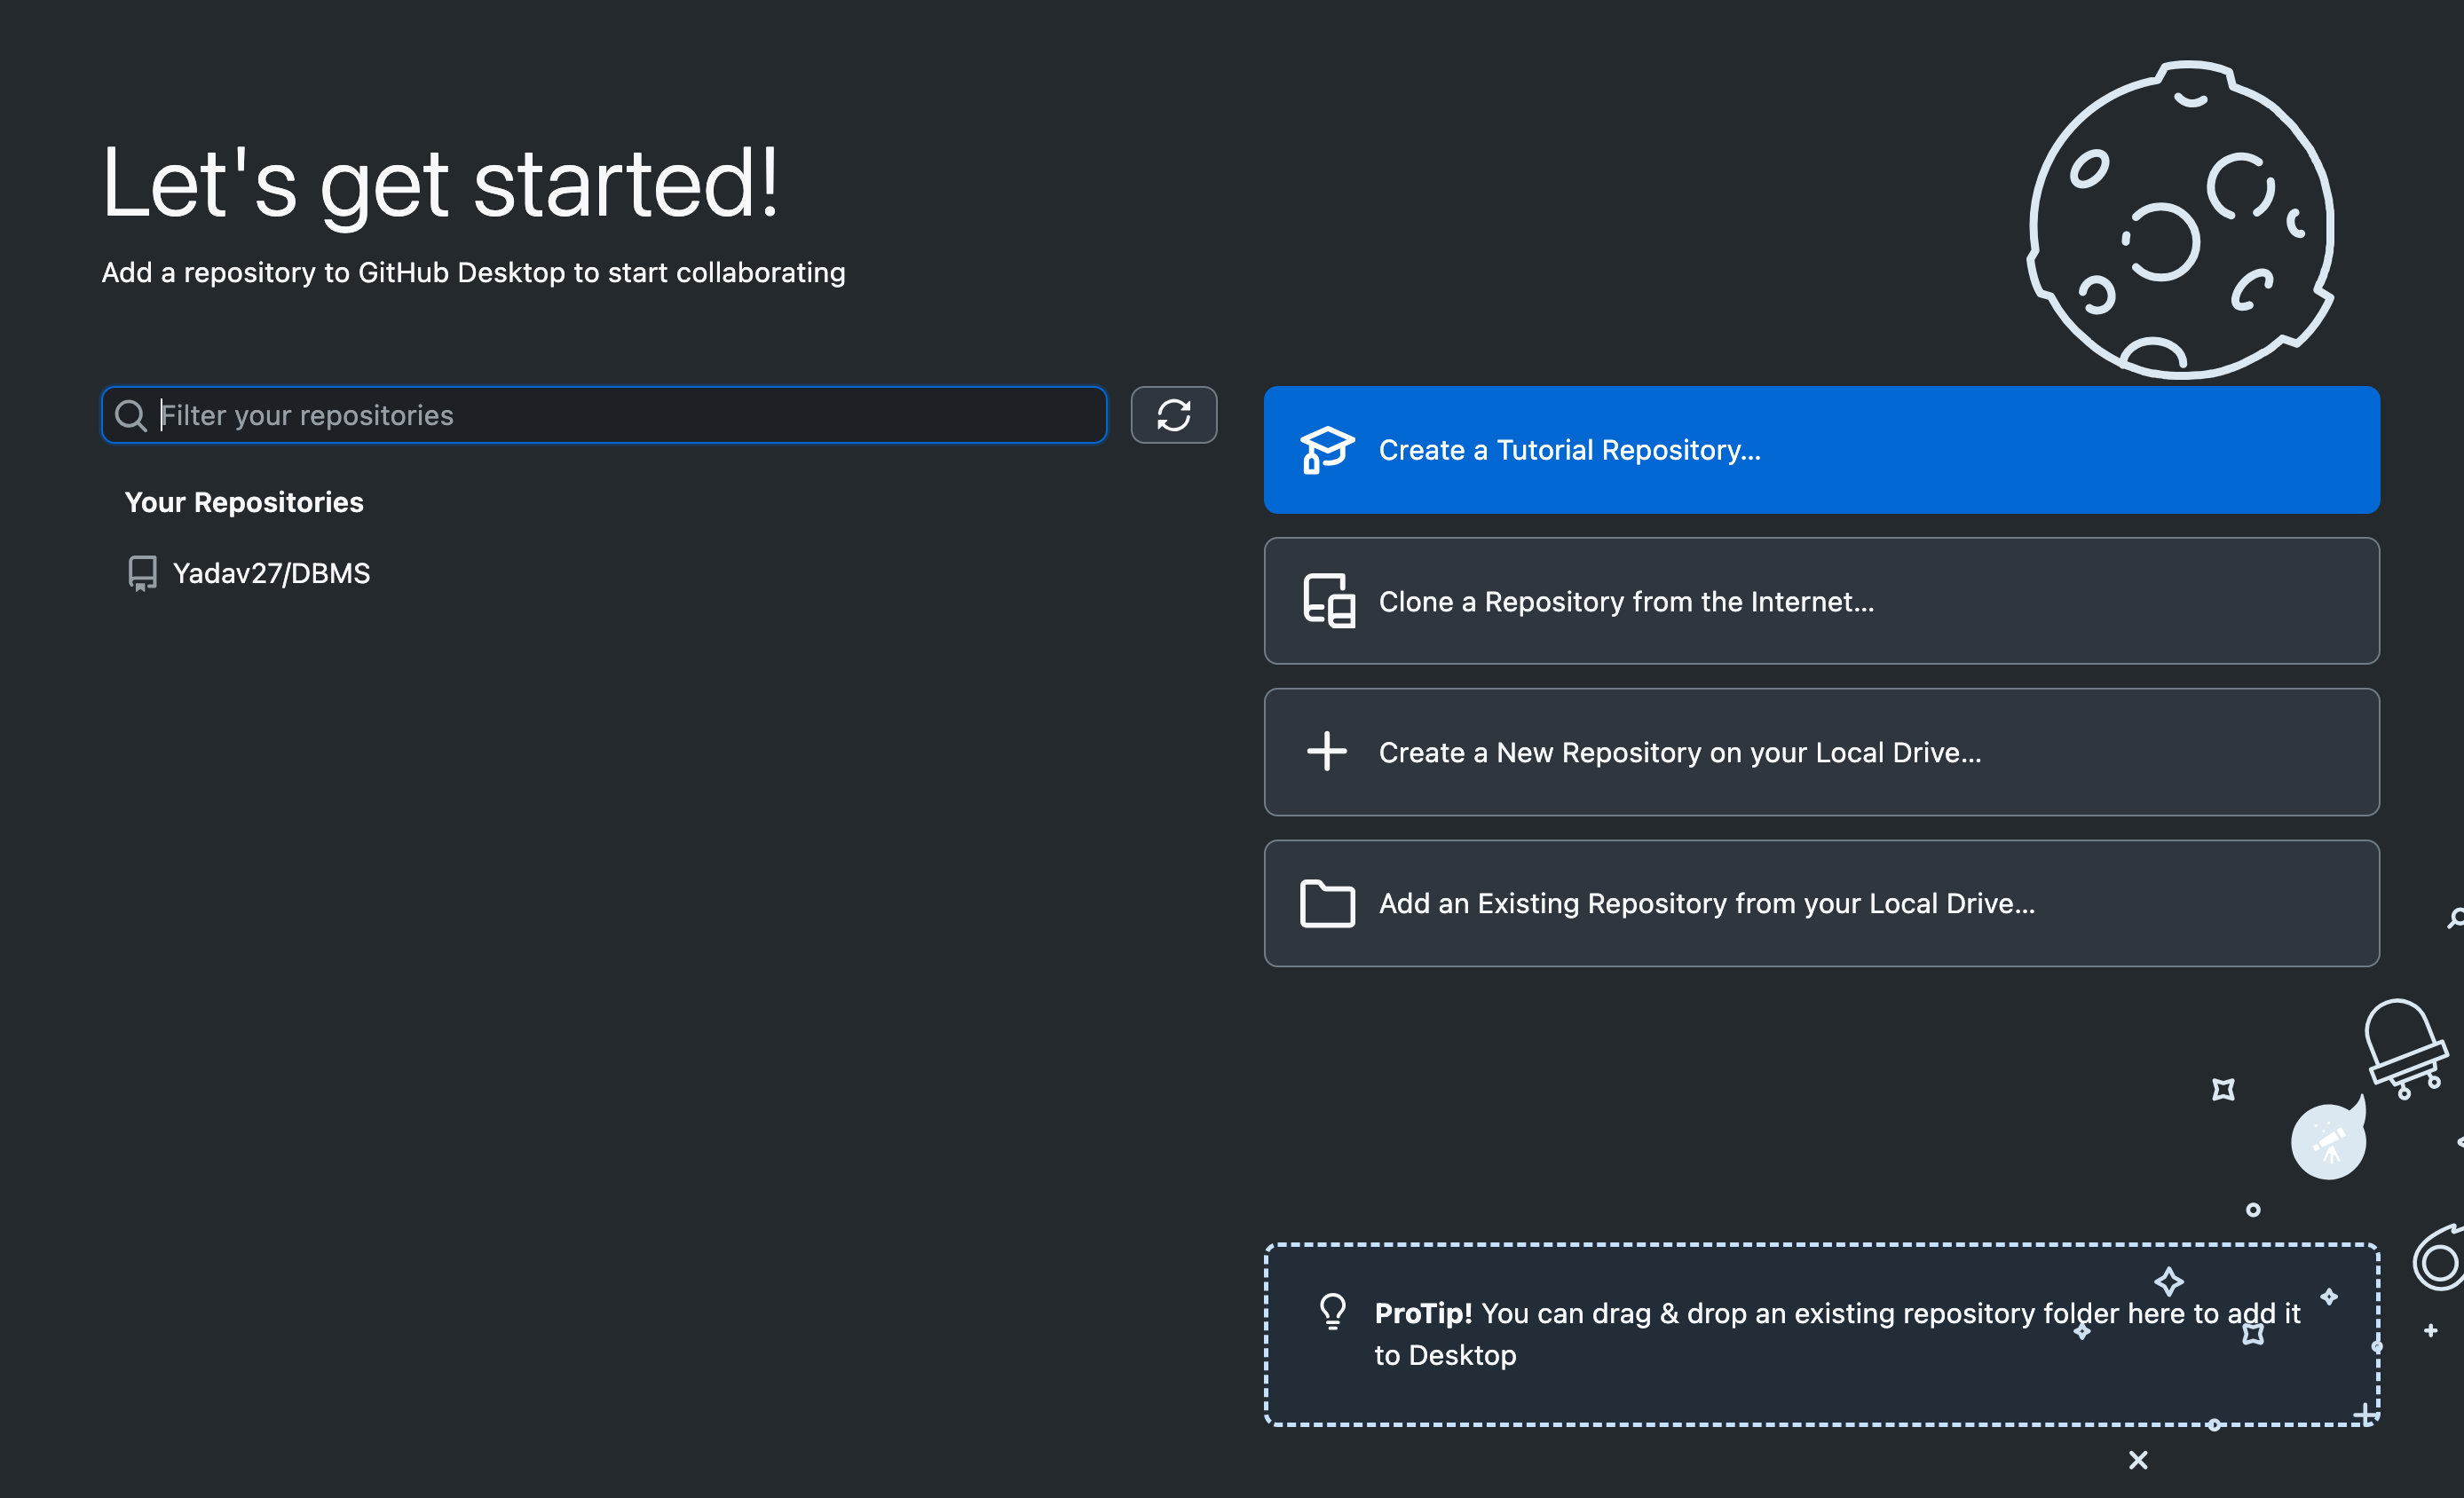 Let's get started!
Add a repository to GitHub Desktop to start collaborating
Filter your repositories
Your Repositories
Yadav27/DBMS
Create a Tutorial Repository...
Clone a Repository from the Internet...
Create a New Repository on your Local Drive...
Add an Existing Repository from your Local Drive...
ProTip! You can drag & drop an existing repository folder here to add it
to Desktop